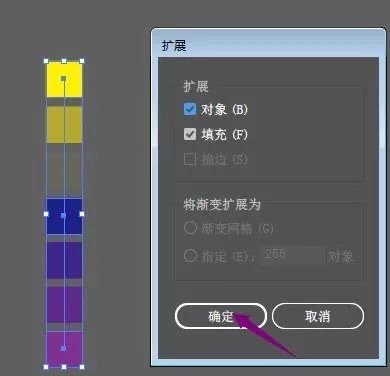 扩展
扩展
对象(B)
填充(F)
描边(S)
将渐变扩展为
渐变网格(G)
指定(E): 255 对象
确定 取消